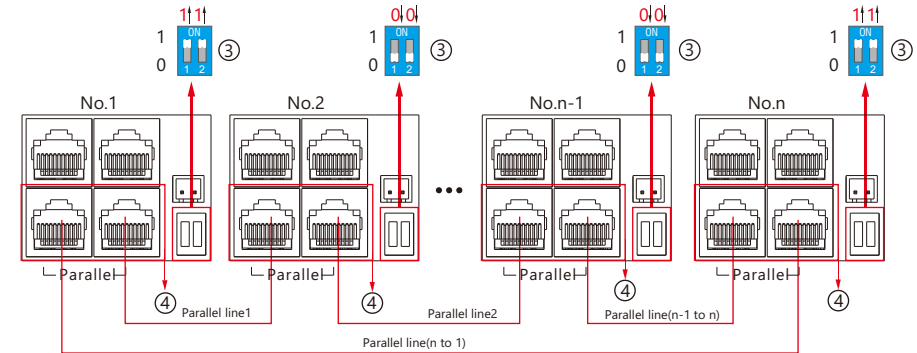 1 1 0 0 0 0 1 1
1 ON ③ 1 ON ③ 1 ON ③ 1 ON ③
0 1 2 0 1 2 0 1 2 0 1 2
No.1 No.2 No.n-1 No.n
•••
Parallel Parallel Parallel Parallel
④ ④ ④ ④
Parallel line1 Parallel line2 Parallel line(n-1 to n)
Parallel line(n to 1)